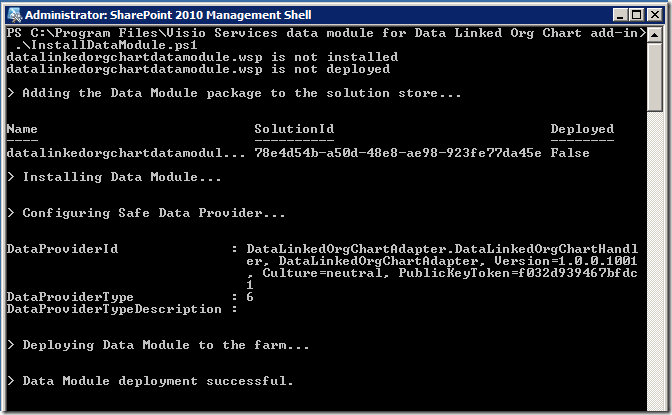 Administrator: SharePoint 2010 Management Shell
PS C:\Program Files\Visio Services data module for Data Linked Org Chart add-in>
.\InstallDataModule.ps1
datalinkedorgchartdatamodule.wsp is not installed
datalinkedorgchartdatamodule.wsp is not deployed
> Adding the Data Module package to the solution store...
Name SolutionId Deployed
---- ---------- --------
datalinkedorgchartdatamodul... 78e4d54b-a50d-48e8-ae98-923fe77da45e False
> Installing Data Module...
> Configuring Safe Data Provider...
DataProviderId : DataLinkedOrgChartAdapter.DataLinkedOrgChartHandl
er, DataLinkedOrgChartAdapter, Version=1.0.0.1001
, Culture=neutral, PublicKeyToken=f032d939467bfdc
1
DataProviderType : 6
DataProviderTypeDescription :
> Deploying Data Module to the farm...
> Data Module deployment successful.